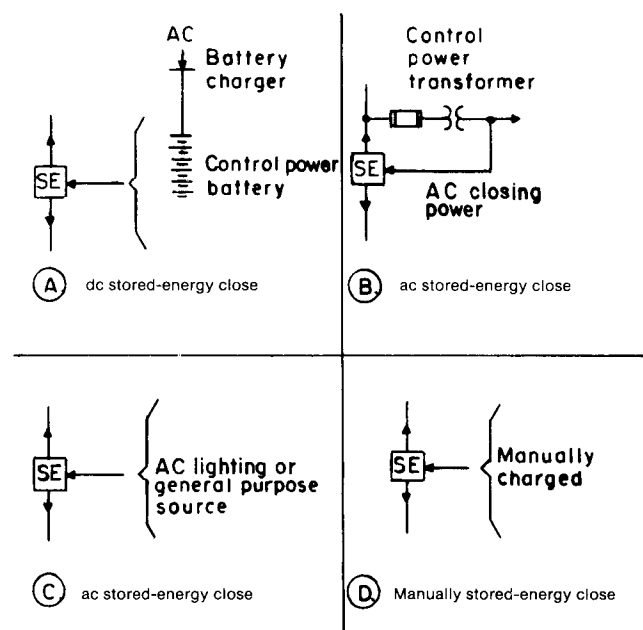 AC
Battery
charger
Control power
battery
SE
A
dc stored-energy close
Control
power
transformer
SE
AC closing
power
B.
ac stored-energy close
SE
AC lighting or
general purpose
source
C
ac stored-energy close
SE
Manually
charged
D.
Manually stored-energy close